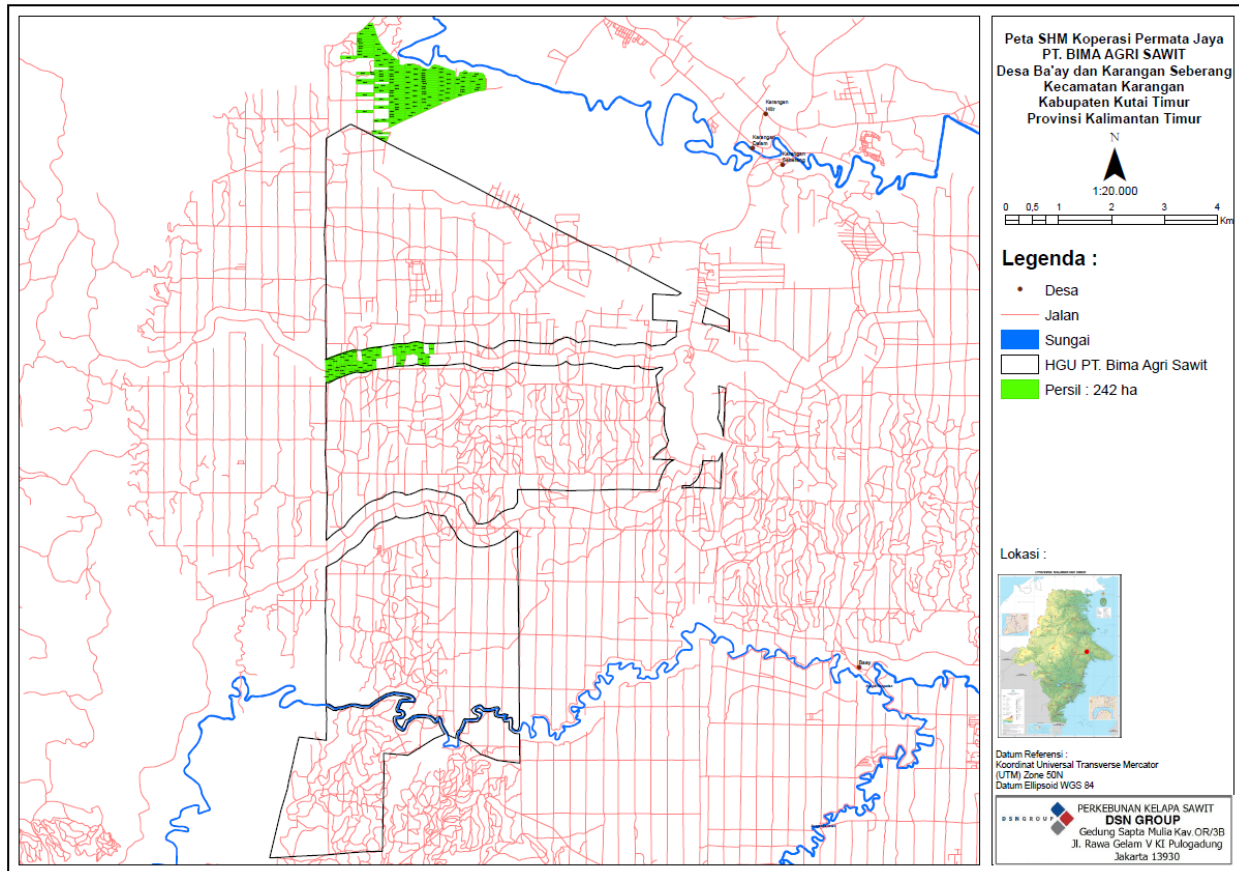 Peta SHM Koperasi Permata Jaya
PT. BIMA AGRI SAWIT
Desa Ba'ay dan Karangan Seberang
Kecamatan Karangan
Kabupaten Kutai Timur
Provinsi Kalimantan Timur
N
1:20.000
0 0,5 1 2 3 4
Km
Legenda :
Desa
Jalan
Sungai
HGU PT. Bima Agri Sawit
Persil : 242 ha
Lokasi :
Datum Referensi :
Koordinat Universal Transverse Mercator
(UTM) Zone 50N
Datum Ellipsoid WGS 84
DSNGROUP
PERKEBUNAN KELAPA SAWIT
DSN GROUP
Gedung Sapta Mulia Kav.OR/3B
Jl. Rawa Gelam V KI Pulogadung
Jakarta 13930
Karangan
Hilir
Karangan
Dalam
Karangan
Seberang